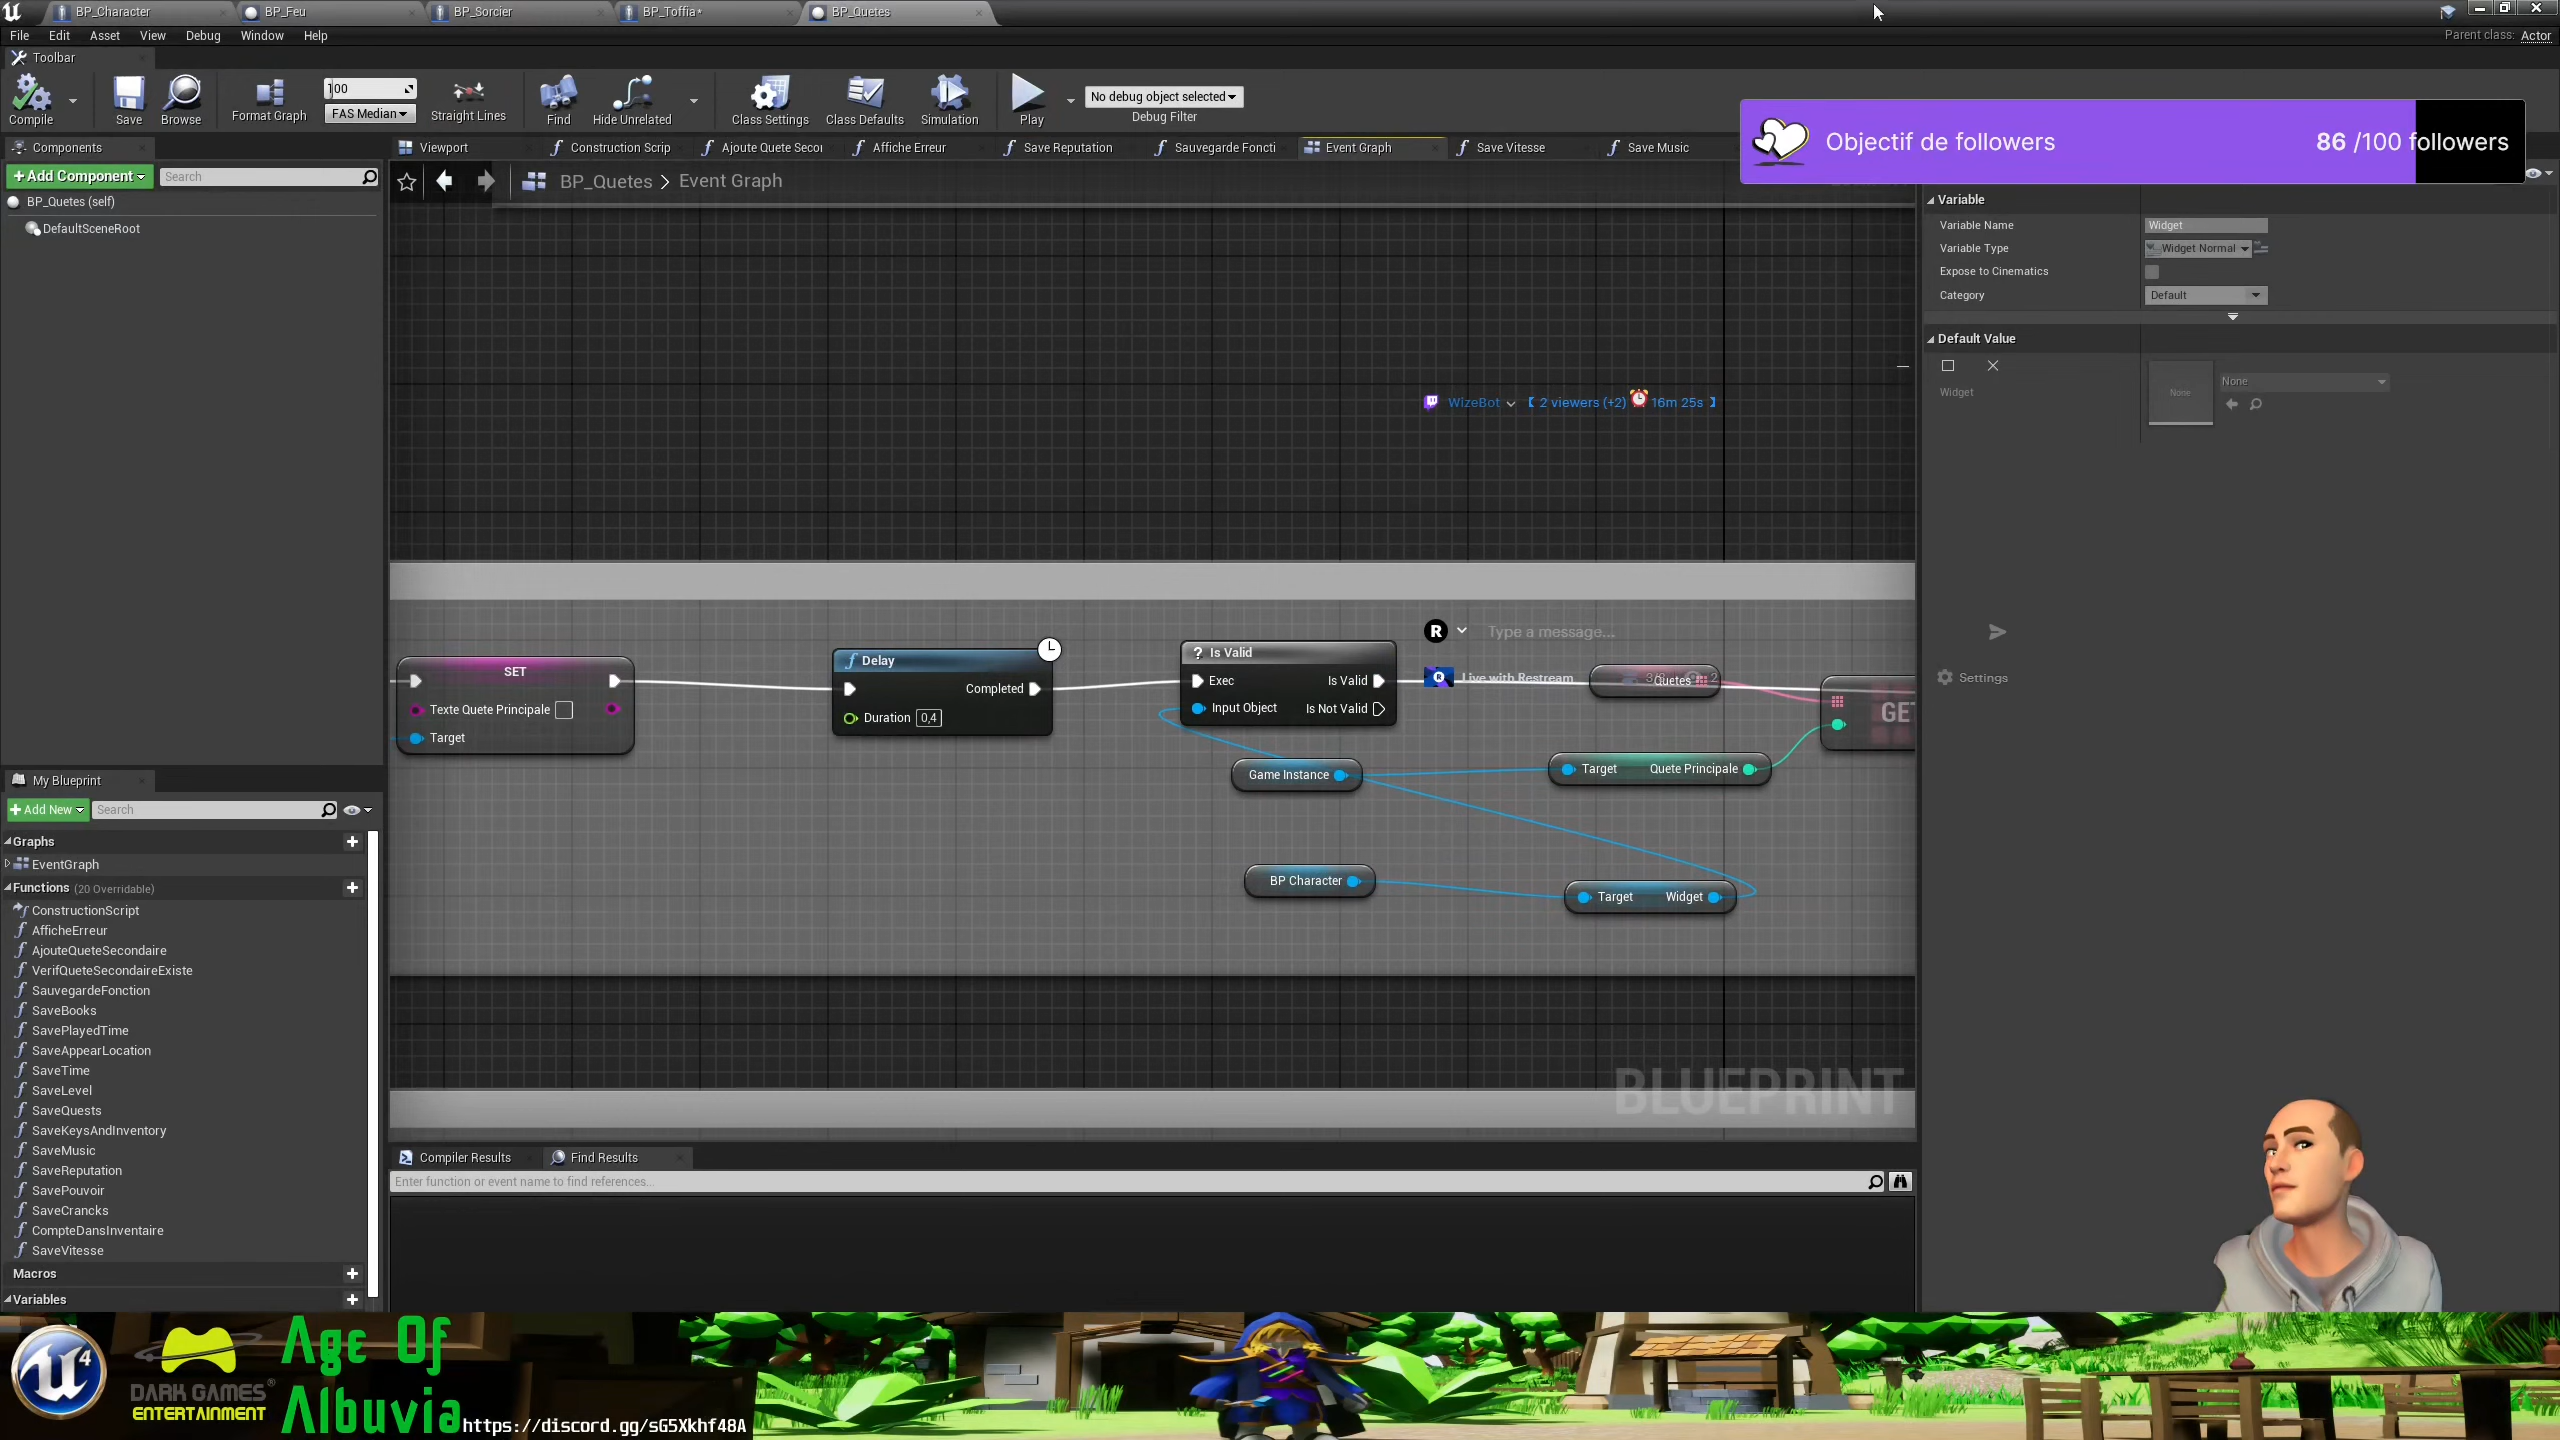 BP_Character
BP_Feu
BP_Sorcier
BP_Toffia*
BP_Quetes
File
Edit
Asset
View
Debug
Window
Help
Parent class: Actor
Toolbar
Compile
Save
Browse
Format Graph
100
FAS Median
Straight Lines
Find
Hide Unrelated
Class Settings
Class Defaults
Simulation
Play
No debug object selected
Debug Filter
Objectif de followers
86 /100 followers
Components
Viewport
Construction Scrip
Ajoute Quete Secoi
Affiche Erreur
Save Reputation
Sauvegarde Foncti
Event Graph
Save Vitesse
Save Music
+Add Component
Search
BP_Quetes > Event Graph
BP_Quetes (self)
DefaultSceneRoot
Variable
Variable Name
Widget
Variable Type
Widget Normal
Expose to Cinematics
Category
Default
Default Value
Widget
None
None
WizeBot
2 viewers (+2)
16m 25s
SET
Texte Quete Principale
Target
Delay
Completed
Duration 0,4
? Is Valid
Exec
Is Valid
Input Object
Is Not Valid
R
Type a message...
Live with Restream
Quetes
GET
Game Instance
Target
Quete Principale
BP Character
Target
Widget
Settings
My Blueprint
+Add New
Search
Graphs
EventGraph
Functions (20 Overridable)
ConstructionScript
AfficheErreur
AjouteQueteSecondaire
VerifQueteSecondaireExiste
SauvegardeFonction
SaveBooks
SavePlayedTime
SaveAppearLocation
SaveTime
SaveLevel
SaveQuests
SaveKeysAndInventory
SaveMusic
SaveReputation
SavePouvoir
SaveCrancks
CompteDansInventaire
SaveVitesse
Macros
Variables
BLUEPRINT
Compiler Results
Find Results
Enter function or event name to find references...
4
DARK GAMES®
ENTERTAINMENT
Age Of
Albuvia
https://discord.gg/sG5Xkhf48A